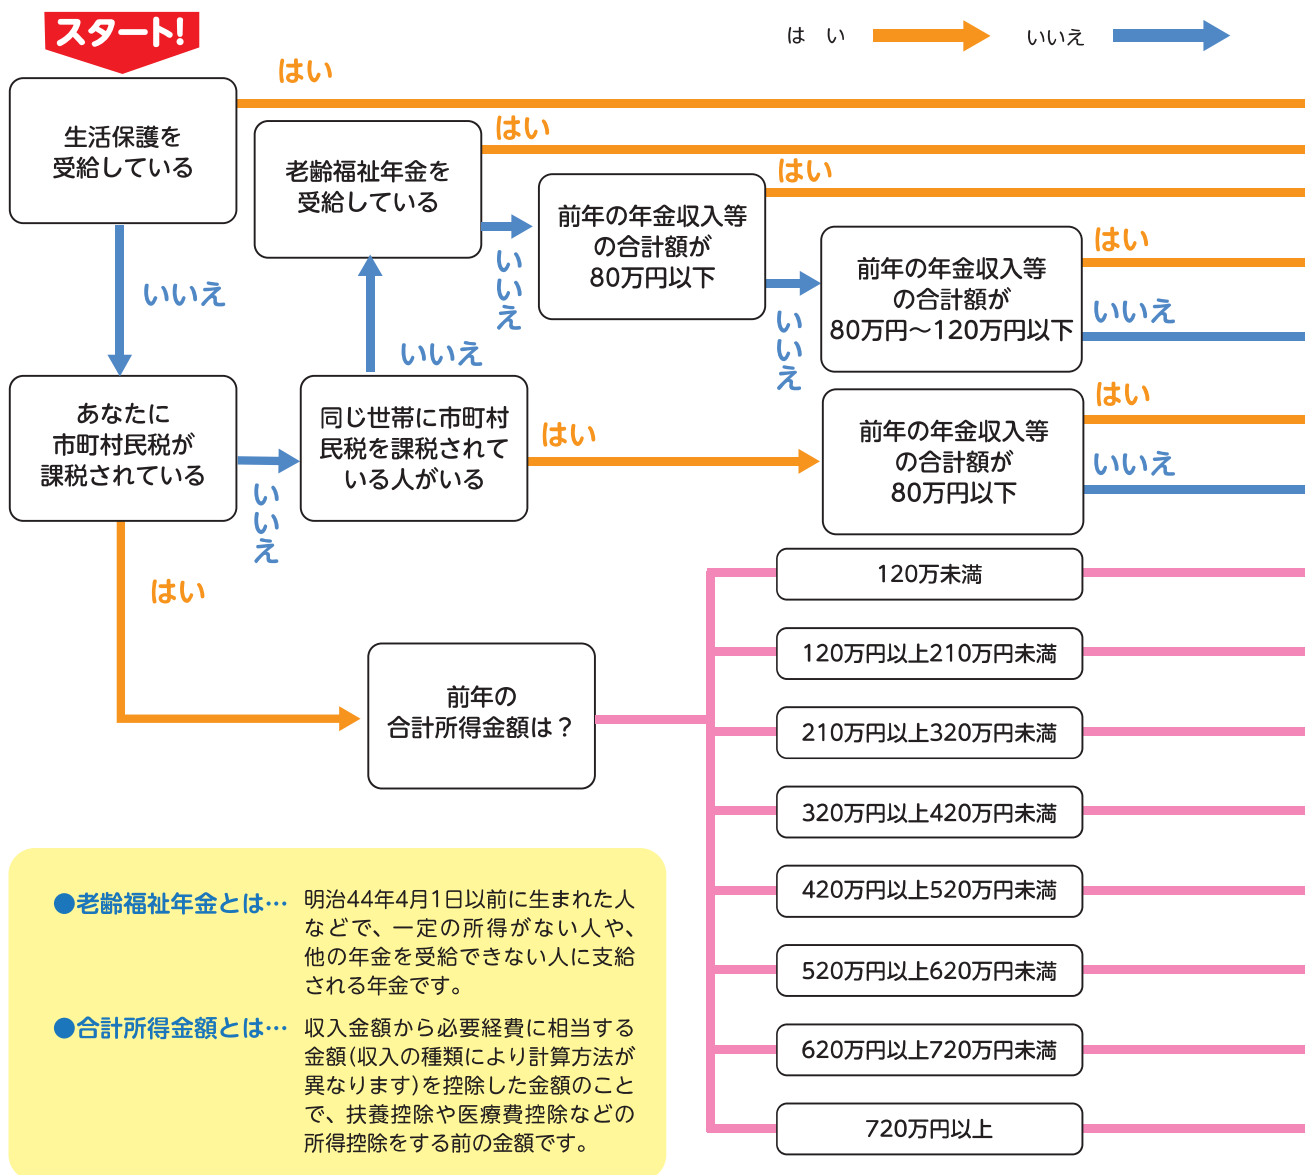 スタート!
は い
いいえ
はい
生活保護を
受給している
はい
老齢福祉年金を
受給している
はい
前年の年金収入等
の合計額が
80万円以下
はい
前年の年金収入等
の合計額が
80万円～120万円以下
いいえ
いいえ
いいえ
いいえ
いいえ
あなたに
市町村民税が
課税されている
いいえ
同じ世帯に市町村
民税を課税されて
いる人がいる
はい
はい
前年の年金収入等
の合計額が
80万円以下
いいえ
はい
前年の
合計所得金額は？
120万未満
120万円以上210万円未満
210万円以上320万円未満
320万円以上420万円未満
420万円以上520万円未満
520万円以上620万円未満
620万円以上720万円未満
720万円以上
●老齢福祉年金とは…
明治44年4月1日以前に生まれた人
などで、一定の所得がない人や、
他の年金を受給できない人に支給
される年金です。
●合計所得金額とは…
収入金額から必要経費に相当する
金額(収入の種類により計算方法が
異なります)を控除した金額のこと
で、扶養控除や医療費控除などの
所得控除をする前の金額です。